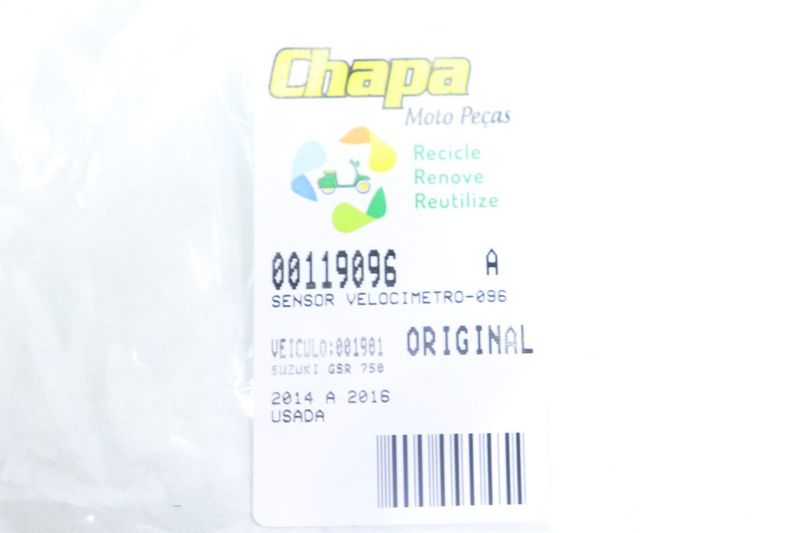 Chapa
Moto Peças
Recicle
Renove
Reutilize
00119096 A
SENSOR VELOCIMETRO-096
VEICULO:001901 ORIGINAL
SUZUKI GSR 750
2014 A 2016
USADA